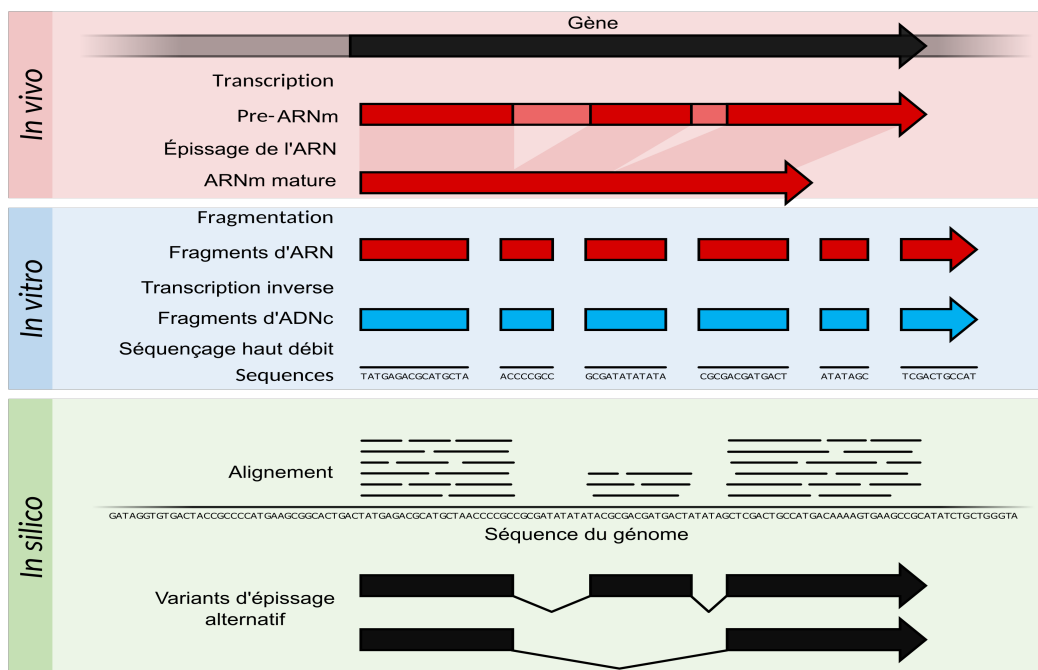 In vivo
Gène
Transcription
Pre-ARNm
Épissage de l'ARN
ARNm mature
In vitro
Fragmentation
Fragments d'ARN
Transcription inverse
Fragments d'ADNc
Séquençage haut débit
Sequences
TATGAGACGCATGCTA ACCCCGCC GCGATATATATA CGCGACGATGACT ATATAGC TCGACTGCCAT
In silico
Alignement
GATAGGTGTGACTACCGCCCCATGAAGCGGCACTGACTATGAGACGCATGCTAACCCCGCCGCGATATATATACGCGACGATGACTATATAGCTCGACTGCCATGACAAAAGTGAAGCCGCATATCTGCTGGGTA
Séquence du génome
Variants d'épissage
alternatif